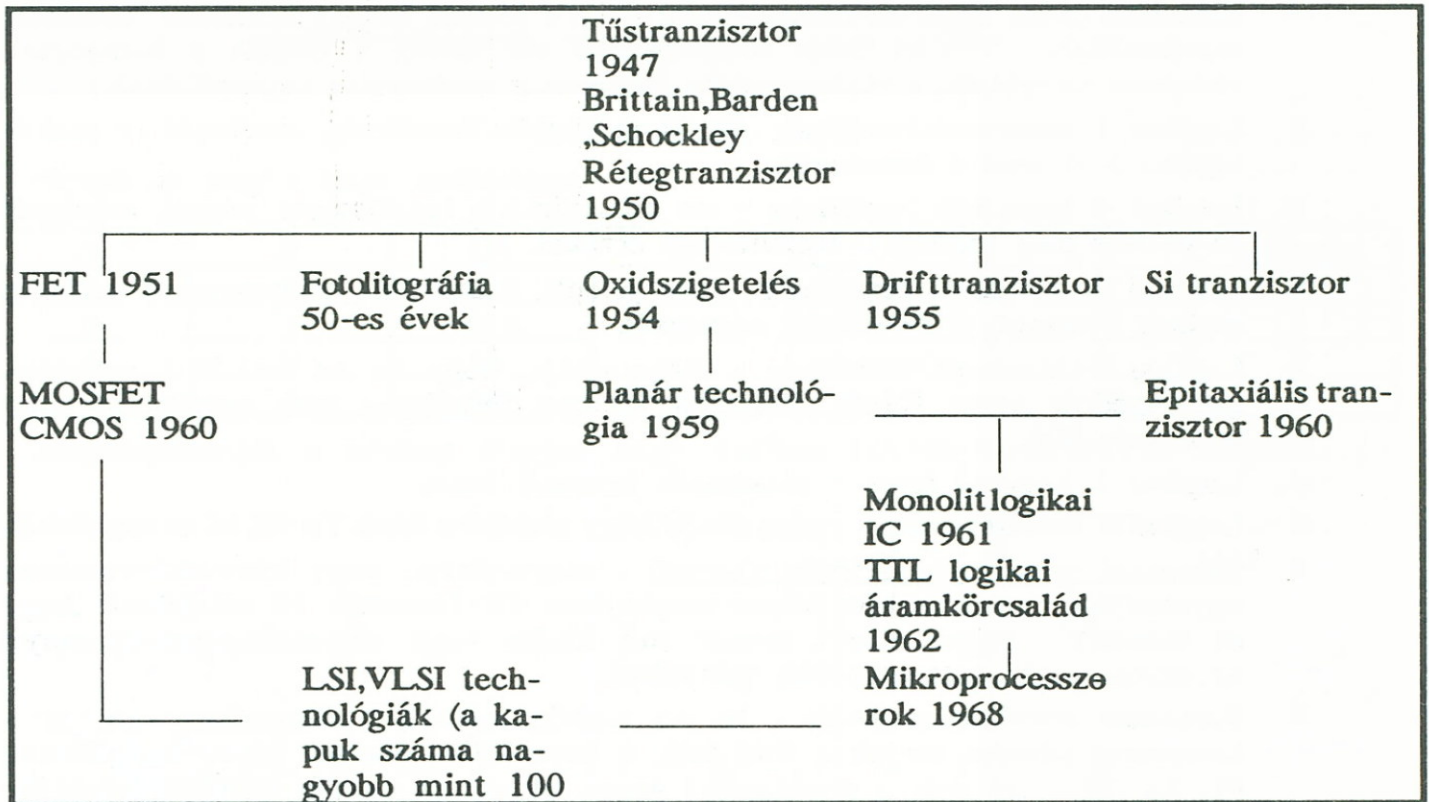 Tűstranzisztor
1947
Brittain,Barden
,Schockley
Rétegtranzisztor
1950
FET 1951
Fotolitográfia
50-es évek
Oxidszigetelés
1954
Drifttranzisztor
1955
Si tranzisztor
MOSFET
CMOS 1960
Planár technoló-
gia 1959
Epitaxiális tran-
zisztor 1960
Monolit logikai
IC 1961
TTL logikai
áramkörcsalád
1962
Mikroprocessze
rok 1968
LSI,VLSI tech-
nológiák (a ka-
puk száma na-
gyobb mint 100